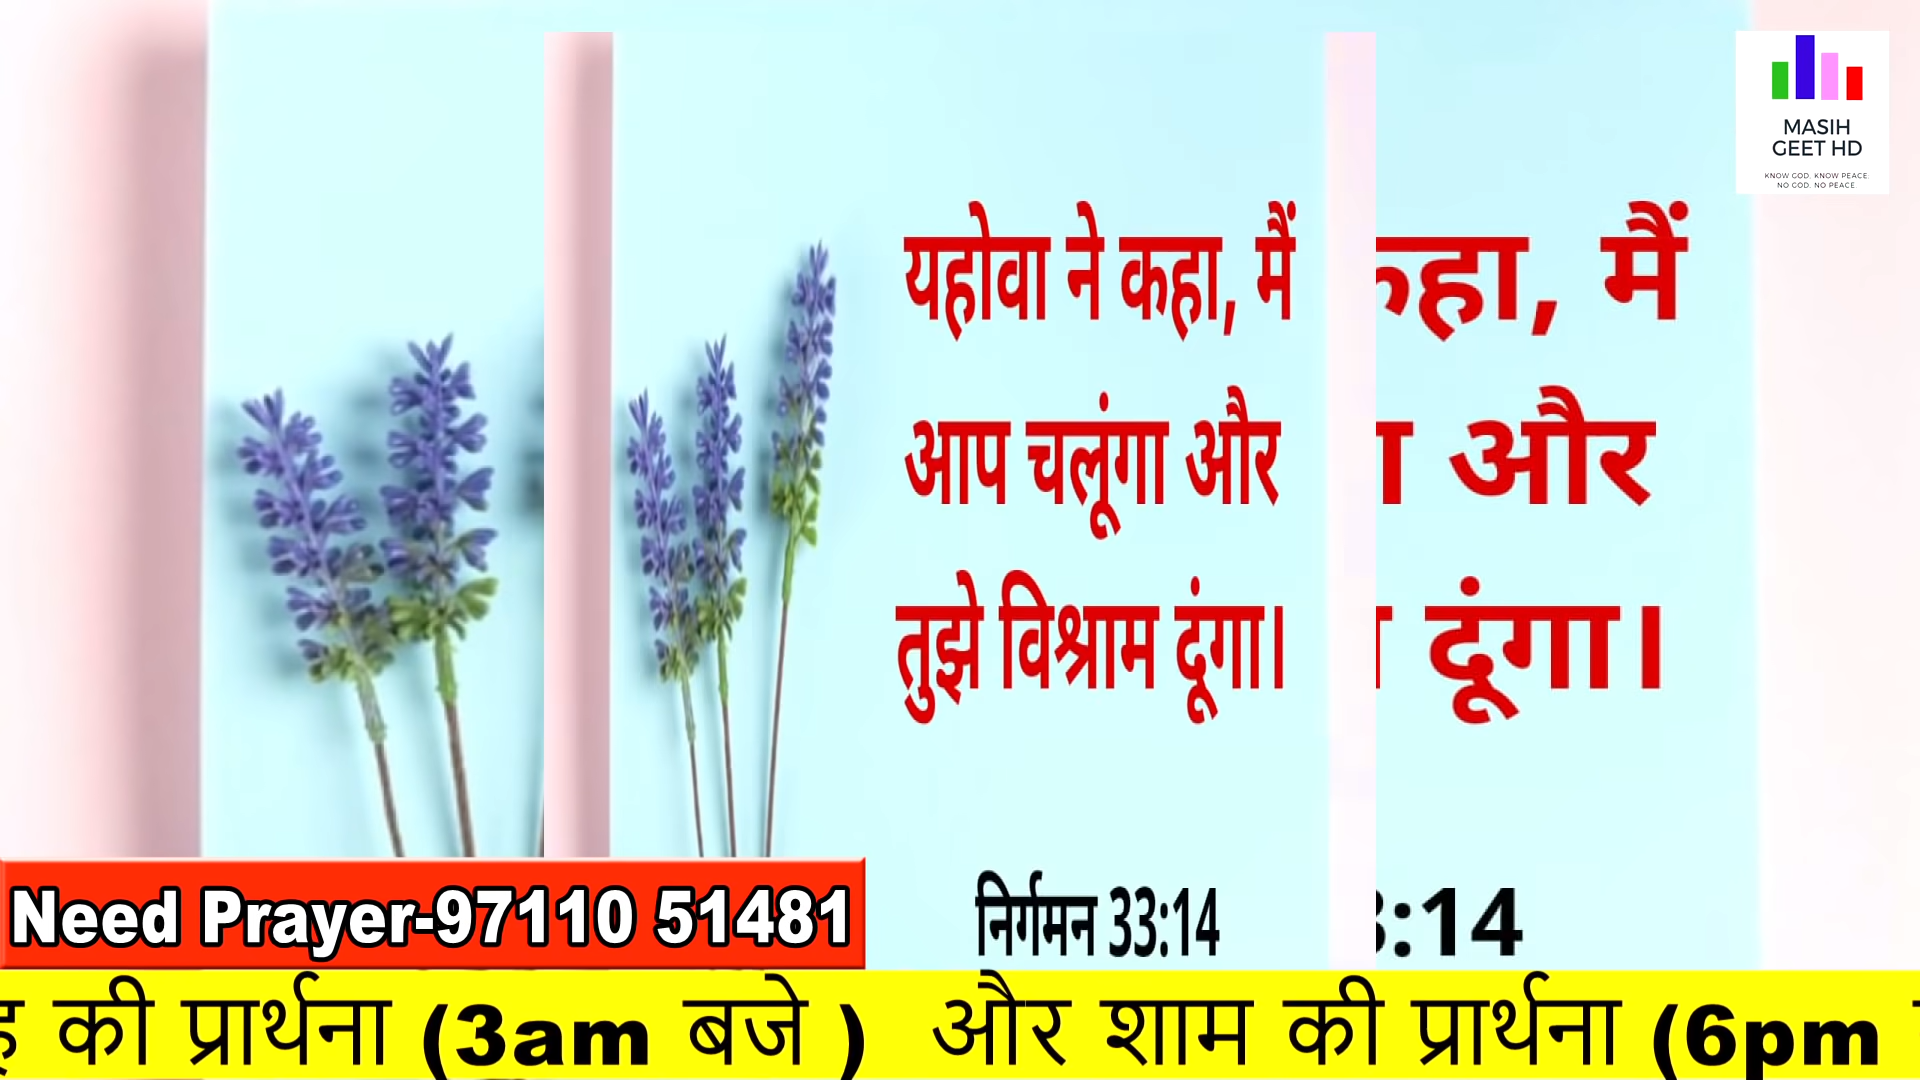 MASIH
GEET HD
KNOW GOD. KNOW PEACE.
NO GOD. NO PEACE.
यहोवा ने कहा, मैं
आप चलूंगा और
तुझे विश्राम दूंगा।
निर्गमन 33:14
कहा, मैं
और
दूंगा।
:14
Need Prayer-97110 51481
की प्रार्थना (3am बजे ) और शाम की प्रार्थना (6pm